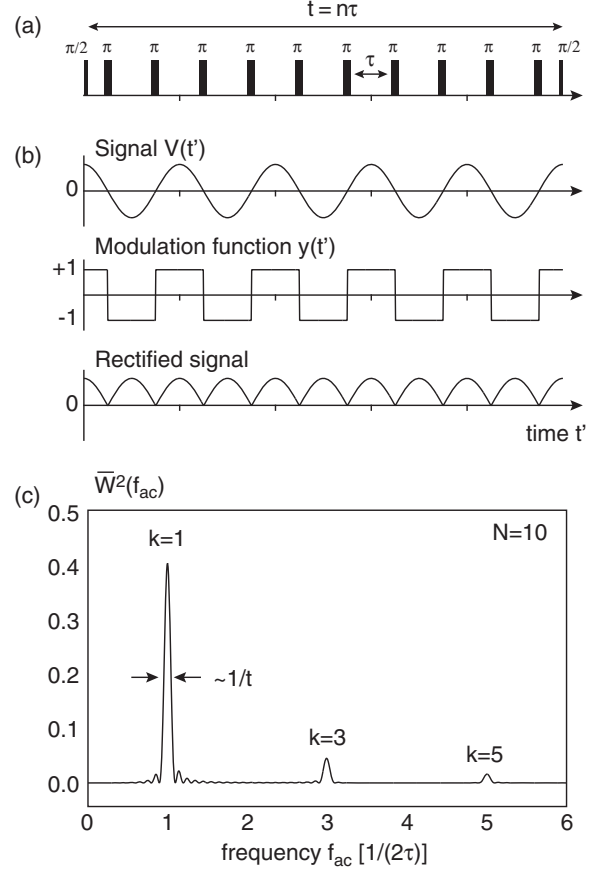 (a)
t = nτ
π/2 π π π π π π π π π π π/2
τ
(b)
Signal V(t')
0
Modulation function y(t')
+1
-1
Rectified signal
0
time t'
(c)
W̅²(f_ac)
0.5
N=10
k=1
0.4
0.3
0.2
~1/t
0.1
k=3
k=5
0.0
0 1 2 3 4 5 6
frequency f_ac [1/(2τ)]